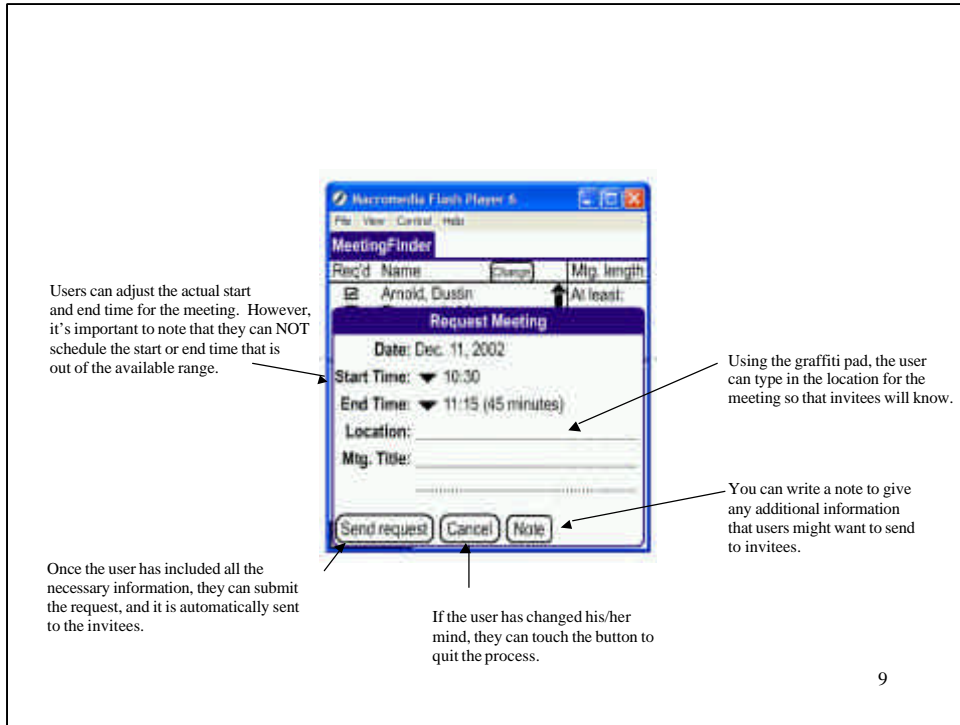 Macromedia Flash Player 6
File View Control Help
MeetingFinder
Req'd Name Change Mtg. length
Arnold, Dustin At least:
Request Meeting
Date: Dec. 11, 2002
Start Time: 10:30
End Time: 11:15 (45 minutes)
Location:
Mtg. Title:
Send request Cancel Note
Users can adjust the actual start
and end time for the meeting. However,
it's important to note that they can NOT
schedule the start or end time that is
out of the available range.
Using the graffiti pad, the user
can type in the location for the
meeting so that invitees will know.
You can write a note to give
any additional information
that users might want to send
to invitees.
Once the user has included all the
necessary information, they can submit
the request, and it is automatically sent
to the invitees.
If the user has changed his/her
mind, they can touch the button to
quit the process.
9